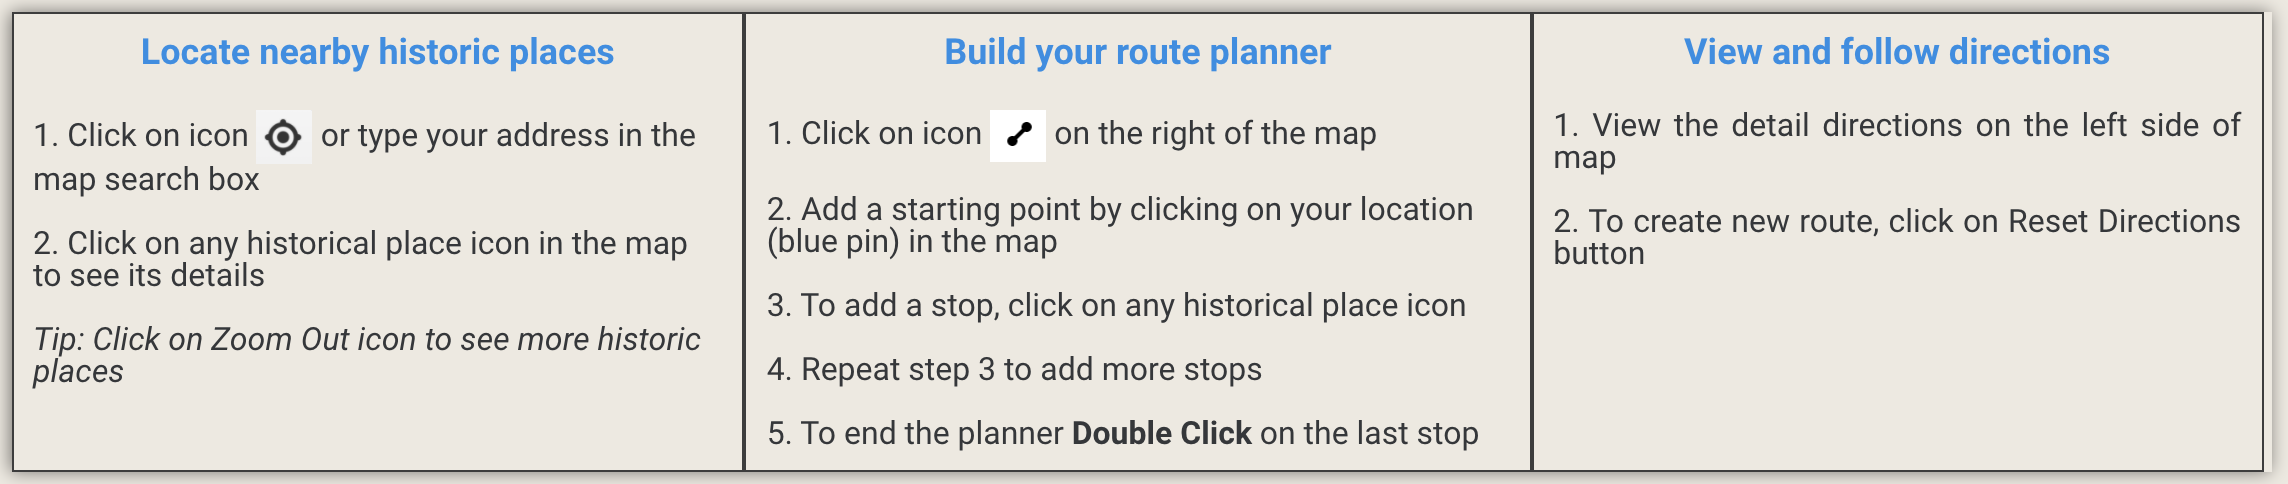 Locate nearby historic places
1. Click on icon or type your address in the
map search box
2. Click on any historical place icon in the map
to see its details
Tip: Click on Zoom Out icon to see more historic
places
Build your route planner
1. Click on icon on the right of the map
2. Add a starting point by clicking on your location
(blue pin) in the map
3. To add a stop, click on any historical place icon
4. Repeat step 3 to add more stops
5. To end the planner Double Click on the last stop
View and follow directions
1. View the detail directions on the left side of
map
2. To create new route, click on Reset Directions
button